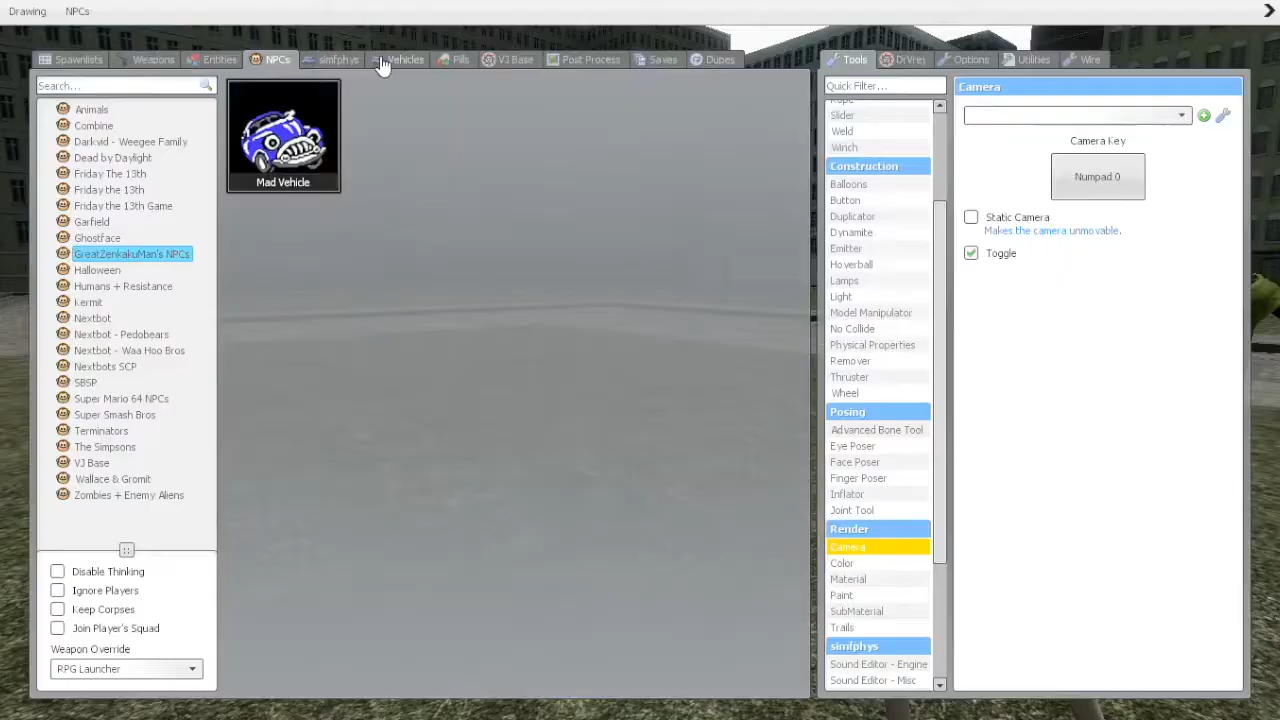 Drawing NPCs
Spawnlists Weapons Entities NPCs simfphys Vehicles Pills VJ Base Post Process Saves Dupes
Search...
Animals
Combine
Darkvid - Weegee Family
Dead by Daylight
Friday The 13th
Friday the 13th
Friday the 13th Game
Garfield
Ghostface
GreatZenkakuMan's NPCs
Halloween
Humans + Resistance
Kermit
Nextbot
Nextbot - Pedobears
Nextbot - Waa Hoo Bros
Nextbots SCP
SBSP
Super Mario 64 NPCs
Super Smash Bros
Terminators
The Simpsons
VJ Base
Wallace & Gromit
Zombies + Enemy Aliens
Disable Thinking
Ignore Players
Keep Corpses
Join Player's Squad
Weapon Override
RPG Launcher
Mad Vehicle
Tools DrVrej Options Utilities Wire
Quick Filter...
Rope
Slider
Weld
Winch
Construction
Balloons
Button
Duplicator
Dynamite
Emitter
Hoverball
Lamps
Light
Model Manipulator
No Collide
Physical Properties
Remover
Thruster
Wheel
Posing
Advanced Bone Tool
Eye Poser
Face Poser
Finger Poser
Inflator
Joint Tool
Render
Camera
Color
Material
Paint
SubMaterial
Trails
simfphys
Sound Editor - Engine
Sound Editor - Misc
Camera
Camera Key
Numpad 0
Static Camera
Makes the camera unmovable.
Toggle